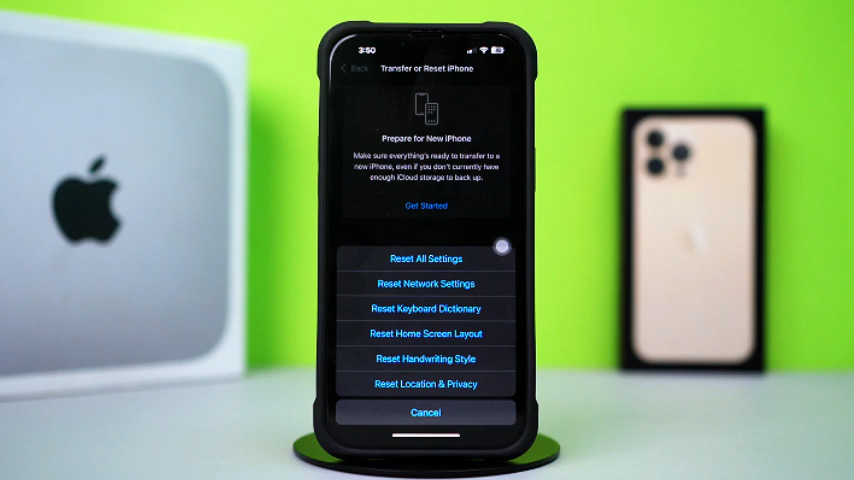 3:50
Back
Transfer or Reset iPhone
Prepare for New iPhone
Make sure everything's ready to transfer to a
new iPhone, even if you don't currently have
enough iCloud storage to back up.
Get Started
Reset All Settings
Reset Network Settings
Reset Keyboard Dictionary
Reset Home Screen Layout
Reset Handwriting Style
Reset Location & Privacy
Cancel